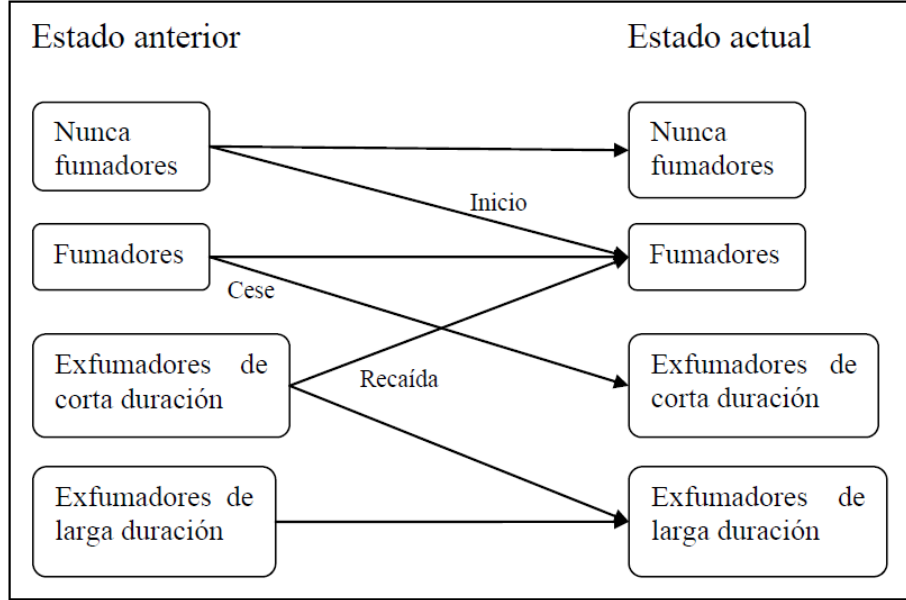 Estado anterior
Estado actual
Nunca
fumadores
Nunca
fumadores
Inicio
Fumadores
Fumadores
Cese
Exfumadores de
corta duración
Recaída
Exfumadores de
corta duración
Exfumadores de
larga duración
Exfumadores de
larga duración